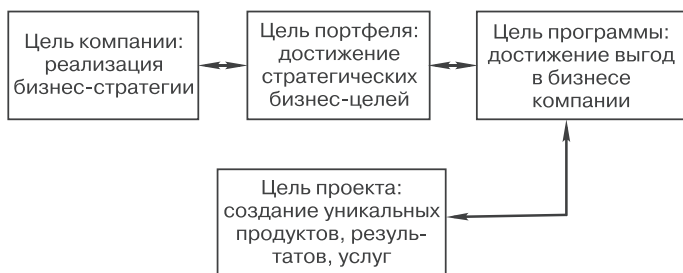 Цель компании:
реализация
бизнес-стратегии
Цель портфеля:
достижение
стратегических
бизнес-целей
Цель программы:
достижение выгод
в бизнесе
компании
Цель проекта:
создание уникальных
продуктов, резуль-
татов, услуг